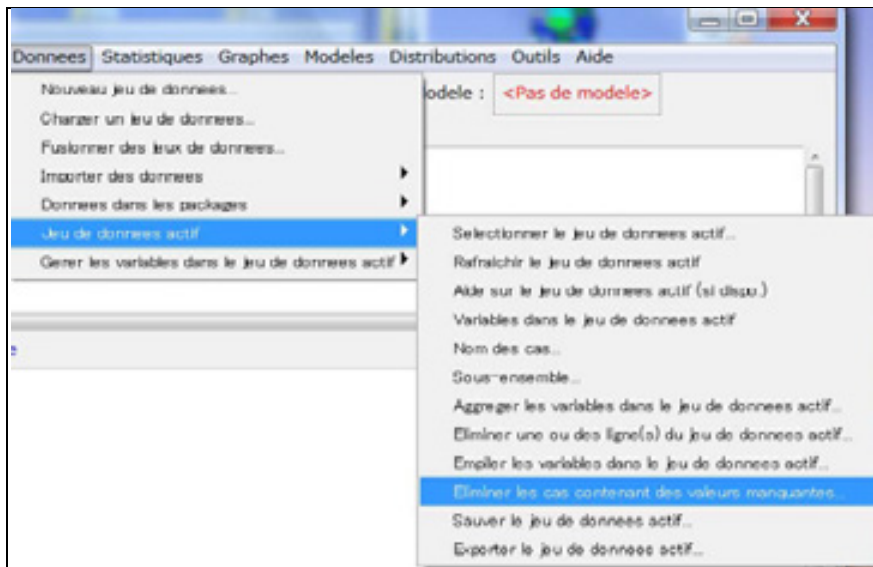 Donnees Statistiques Graphes Modeles Distributions Outils Aide
odele : <Pas de modele>
Nouveau jeu de donnees...
Charger un jeu de donnees...
Fusionner des jeux de donnees...
Importer des donnees
Donnees dans les packages
Jeu de donnees actif
Gerer les variables dans le jeu de donnees actif
Selectionner le jeu de donnees actif...
Rafraichir le jeu de donnees actif
Aide sur le jeu de donnees actif (si dispo.)
Variables dans le jeu de donnees actif
Nom des cas...
Sous-ensemble...
Aggreger les variables dans le jeu de donnees actif...
Eliminer une ou des ligne(s) du jeu de donnees actif...
Empiler les variables dans le jeu de donnees actif...
Eliminer les cas contenant des valeurs manquantes...
Sauver le jeu de donnees actif...
Exporter le jeu de donnees actif...
e